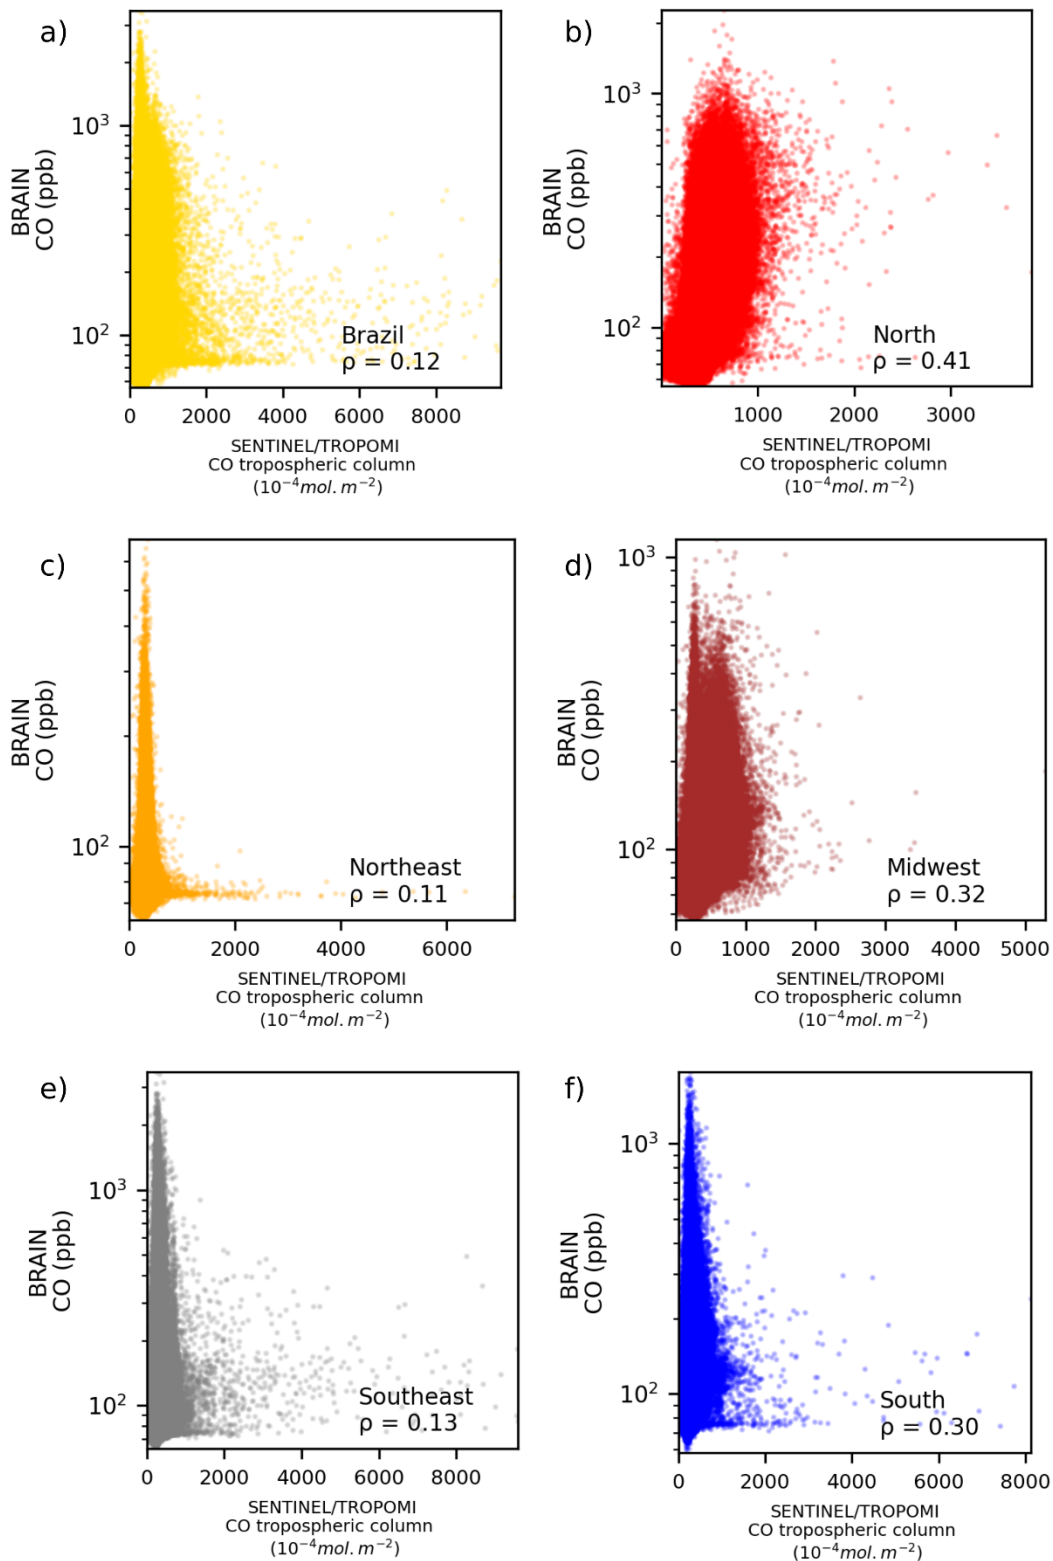 a)
BRAIN
CO (ppb)
10³
10²
Brazil
ρ = 0.12
0 2000 4000 6000 8000
SENTINEL/TROPOMI
CO tropospheric column
(10⁻⁴mol.m⁻²)
b)
BRAIN
CO (ppb)
10³
10²
North
ρ = 0.41
1000 2000 3000
SENTINEL/TROPOMI
CO tropospheric column
(10⁻⁴mol.m⁻²)
c)
BRAIN
CO (ppb)
10²
Northeast
ρ = 0.11
0 2000 4000 6000
SENTINEL/TROPOMI
CO tropospheric column
(10⁻⁴mol.m⁻²)
d)
BRAIN
CO (ppb)
10³
10²
Midwest
ρ = 0.32
0 1000 2000 3000 4000 5000
SENTINEL/TROPOMI
CO tropospheric column
(10⁻⁴mol.m⁻²)
e)
BRAIN
CO (ppb)
10³
10²
Southeast
ρ = 0.13
0 2000 4000 6000 8000
SENTINEL/TROPOMI
CO tropospheric column
(10⁻⁴mol.m⁻²)
f)
BRAIN
CO (ppb)
10³
10²
South
ρ = 0.30
0 2000 4000 6000 8000
SENTINEL/TROPOMI
CO tropospheric column
(10⁻⁴mol.m⁻²)